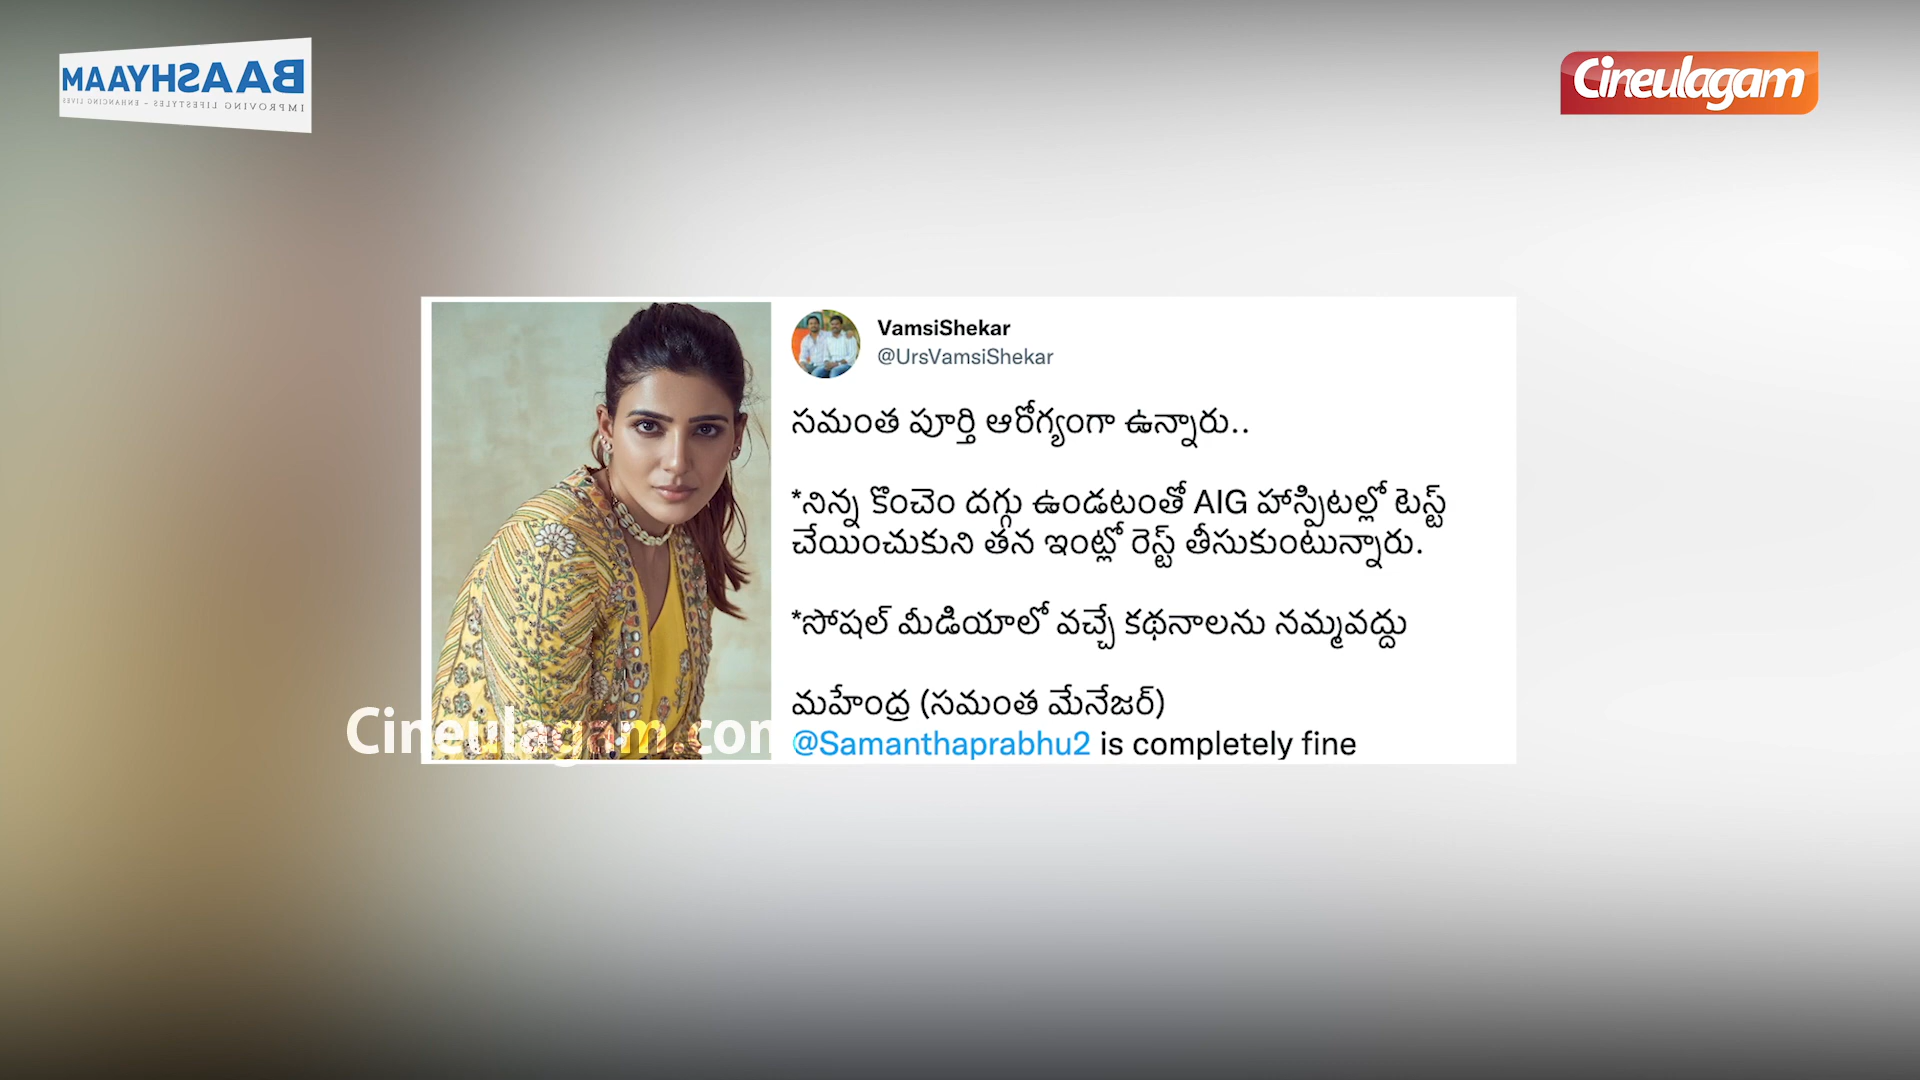 BAASHYAAM
IMPROVING LIFESTYLES - ENHANCING LIVES
Cineulagam
VamsiShekar
@UrsVamsiShekar
సమంత పూర్తి ఆరోగ్యంగా ఉన్నారు..
*నిన్న కొంచెం దగ్గు ఉండటంతో AIG హాస్పిటల్లో టెస్ట్
చేయించుకుని తన ఇంట్లో రెస్ట్ తీసుకుంటున్నారు.
*సోషల్ మీడియాలో వచ్చే కథనాలను నమ్మవద్దు
మహేంద్ర (సమంత మేనేజర్)
@Samanthaprabhu2 is completely fine
Cineulagam.com